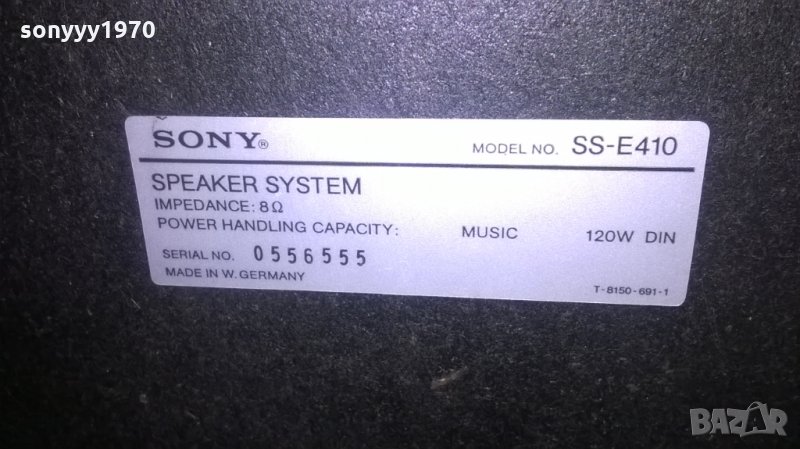 sonyyy1970
SONY® MODEL NO. SS-E410
SPEAKER SYSTEM
IMPEDANCE: 8Ω
POWER HANDLING CAPACITY: MUSIC 120W DIN
SERIAL NO. 0556555
MADE IN W. GERMANY
T-8150-691-1
BAZAR